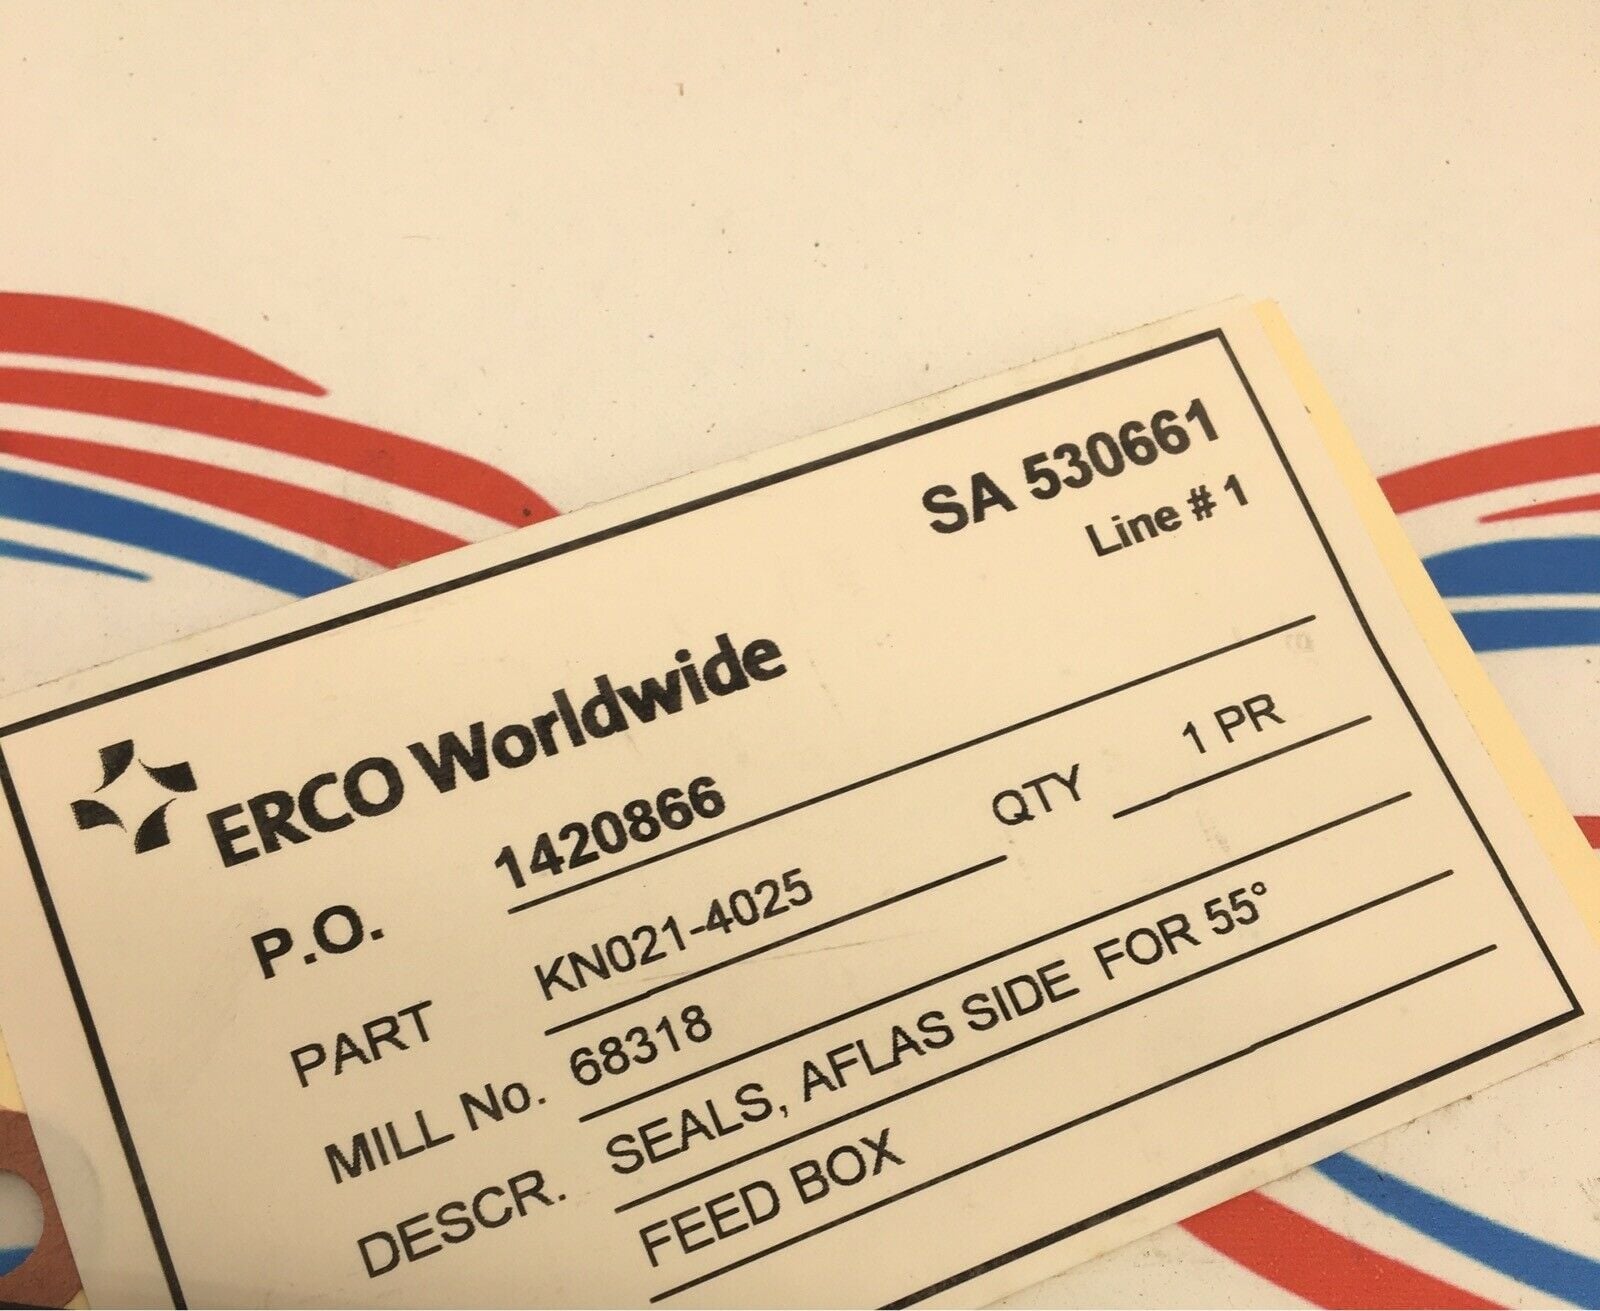 SA 530661
Line # 1
ERCO Worldwide
P.O. 1420866
PART KN021-4025 QTY 1 PR
MILL No. 68318
DESCR. SEALS, AFLAS SIDE FOR 55°
FEED BOX